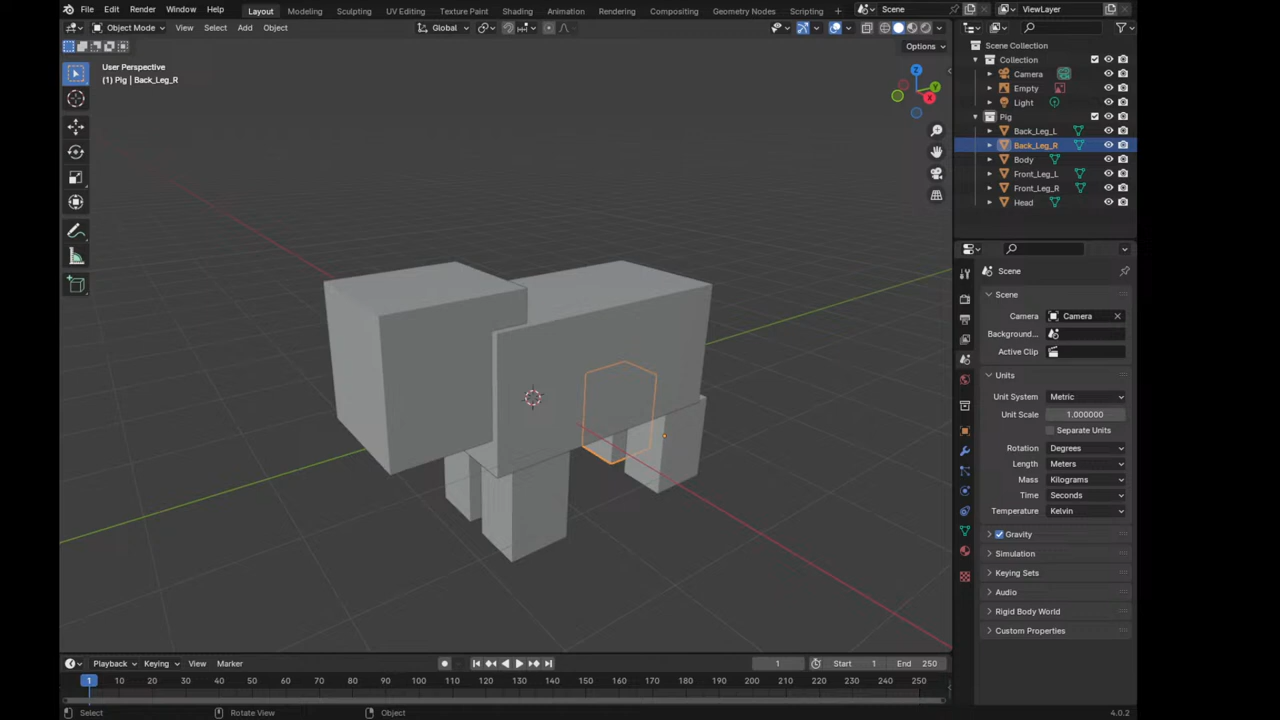 File Edit Render Window Help Layout Modeling Sculpting UV Editing Texture Paint Shading Animation Rendering Compositing Geometry Nodes Scripting + Scene ViewLayer
Object Mode View Select Add Object Global
Options
User Perspective
(1) Pig | Back_Leg_R
Z
Y
X
Scene Collection
Collection
Camera
Empty
Light
Pig
Back_Leg_L
Back_Leg_R
Body
Front_Leg_L
Front_Leg_R
Head
Scene
Scene
Camera Camera
Background...
Active Clip
Units
Unit System Metric
Unit Scale 1.000000
Separate Units
Rotation Degrees
Length Meters
Mass Kilograms
Time Seconds
Temperature Kelvin
Gravity
Simulation
Keying Sets
Audio
Rigid Body World
Custom Properties
Playback Keying View Marker 1 Start 1 End 250
1 10 20 30 40 50 60 70 80 90 100 110 120 130 140 150 160 170 180 190 200 210 220 230 240 250
Select Rotate View Object 4.0.2